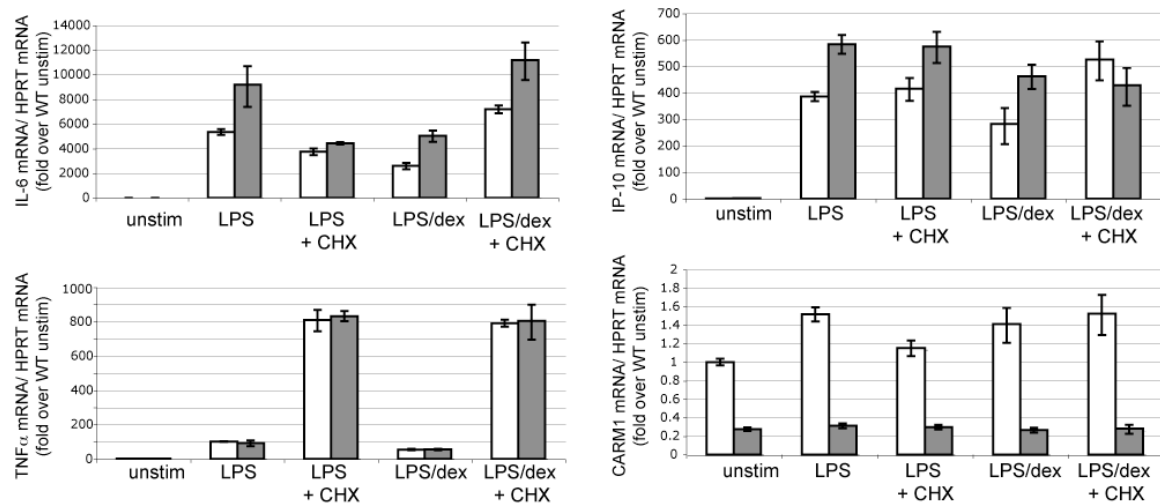 IL-6 mRNA/ HPRT mRNA
(fold over WT unstim)
14000
12000
10000
8000
6000
4000
2000
0
unstim
LPS
LPS
+ CHX
LPS/dex
LPS/dex
+ CHX
IP-10 mRNA/ HPRT mRNA
(fold over WT unstim)
700
600
500
400
300
200
100
0
unstim
LPS
LPS
+ CHX
LPS/dex
LPS/dex
+ CHX
TNFα mRNA/ HPRT mRNA
(fold over WT unstim)
1000
800
600
400
200
0
unstim
LPS
LPS
+ CHX
LPS/dex
LPS/dex
+ CHX
CARM1 mRNA/ HPRT mRNA
(fold over WT unstim)
2
1.8
1.6
1.4
1.2
1
0.8
0.6
0.4
0.2
0
unstim
LPS
LPS
+ CHX
LPS/dex
LPS/dex
+ CHX